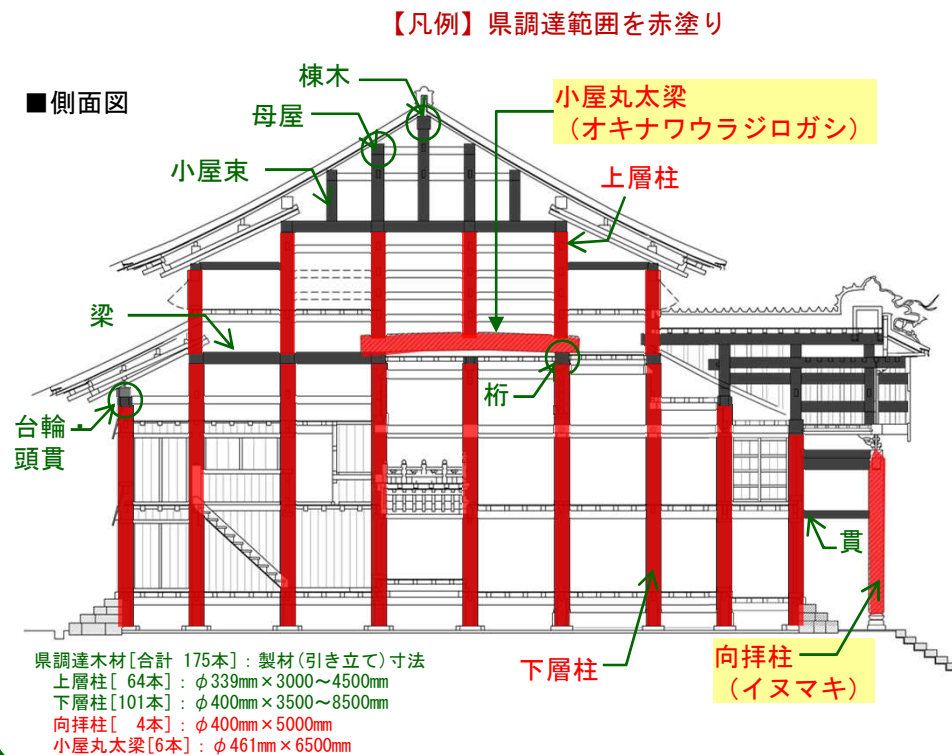 【凡例】県調達範囲を赤塗り
■側面図
棟木
母屋
小屋束
小屋丸太梁
（オキナワウラジロガシ）
上層柱
梁
桁
台輪
頭貫
貫
下層柱
向拝柱
（イヌマキ）
県調達木材[合計 175本]：製材(引き立て)寸法
上層柱[ 64本]：φ339mm×3000～4500mm
下層柱[101本]：φ400mm×3500～8500mm
向拝柱[ 4本]：φ400mm×5000mm
小屋丸太梁[6本]：φ461mm×6500mm